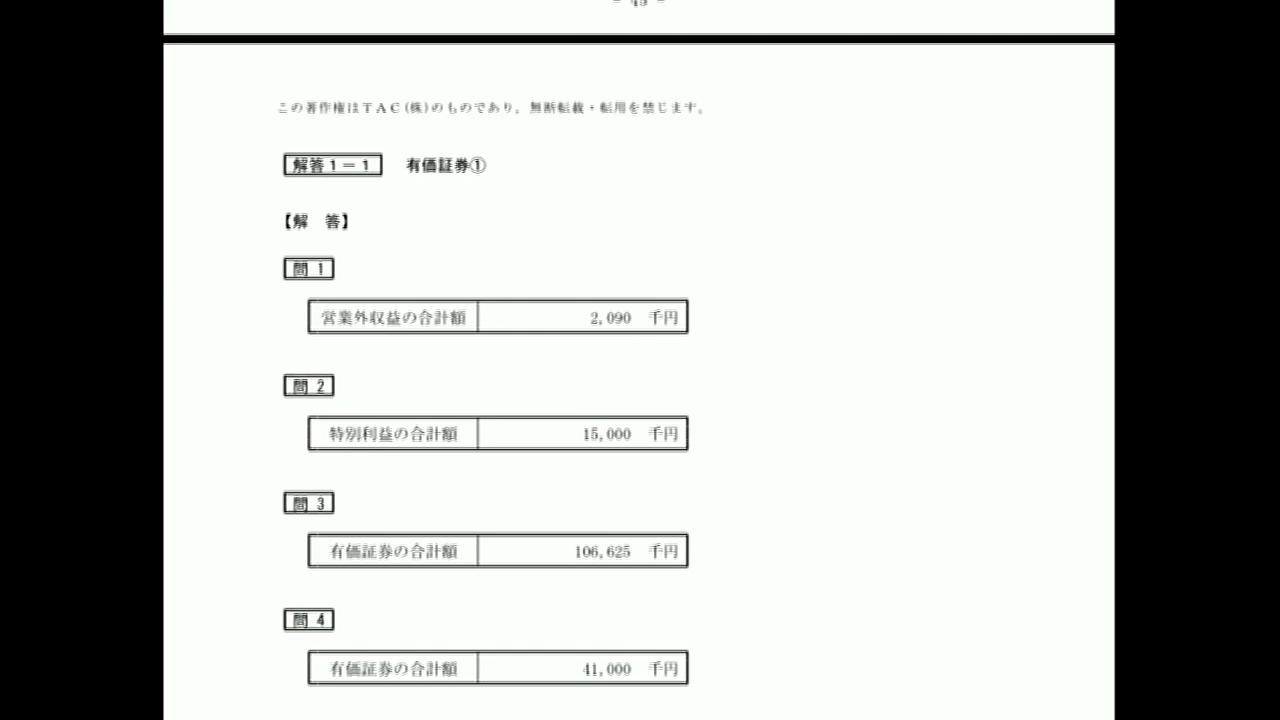 - 45 -
この著作権はＴＡＣ(株)のものであり、無断転載・転用を禁じます。
解答１－１　有価証券①
【解　答】
問 1
営業外収益の合計額　2,090　千円
問 2
特別利益の合計額　15,000　千円
問 3
有価証券の合計額　106,625　千円
問 4
有価証券の合計額　41,000　千円